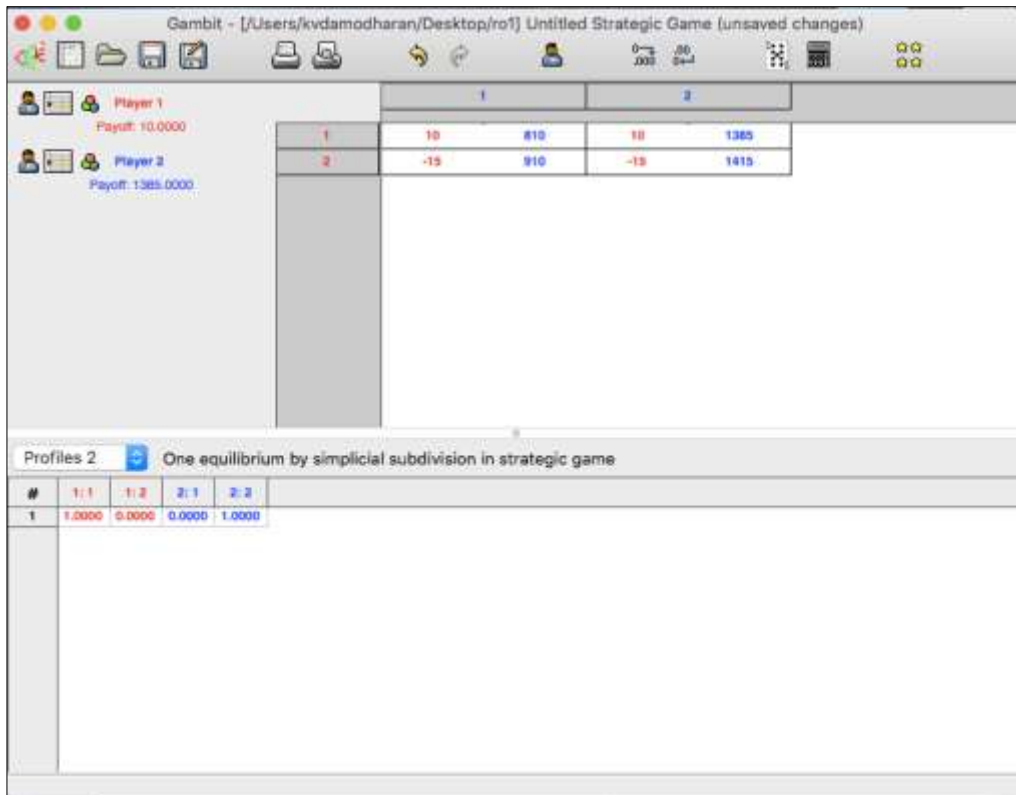 Gambit - [/Users/kvdamodharan/Desktop/ro1] Untitled Strategic Game (unsaved changes)
Player 1
Payoff: 10.0000
Player 2
Payoff: 1385.0000
1 2
1 10 810 10 1385
2 -15 910 -15 1415
Profiles 2 One equilibrium by simplicial subdivision in strategic game
# 1: 1 1: 2 2: 1 2: 2
1 1.0000 0.0000 0.0000 1.0000